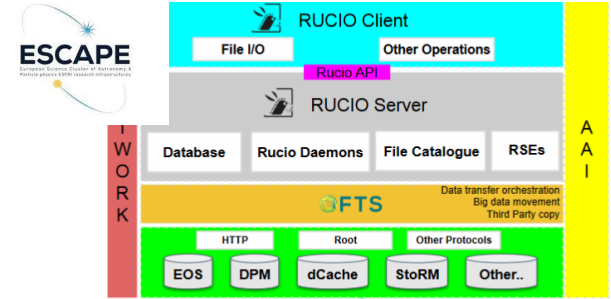 ESCAPE
European Science Cluster of Astronomy &
Particle physics ESFRI research infrastructures
RUCIO Client
File I/O
Other Operations
Rucio API
RUCIO Server
Database
Rucio Daemons
File Catalogue
RSEs
FTS
Data transfer orchestration
Big data movement
Third Party copy
HTTP
Root
Other Protocols
EOS
DPM
dCache
StoRM
Other..
W
O
R
K
A
A
I